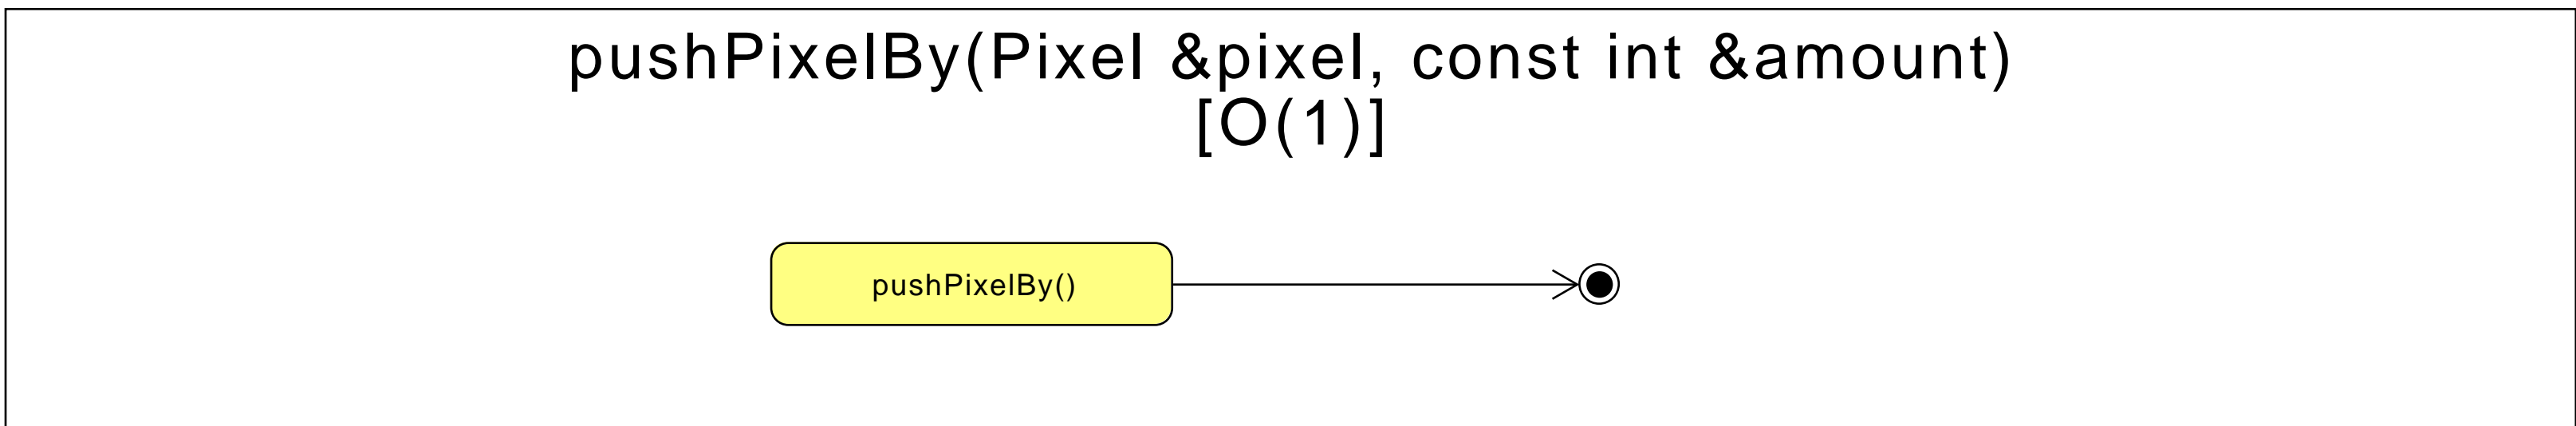 pushPixelBy(Pixel &pixel, const int &amount)
[O(1)]
pushPixelBy()